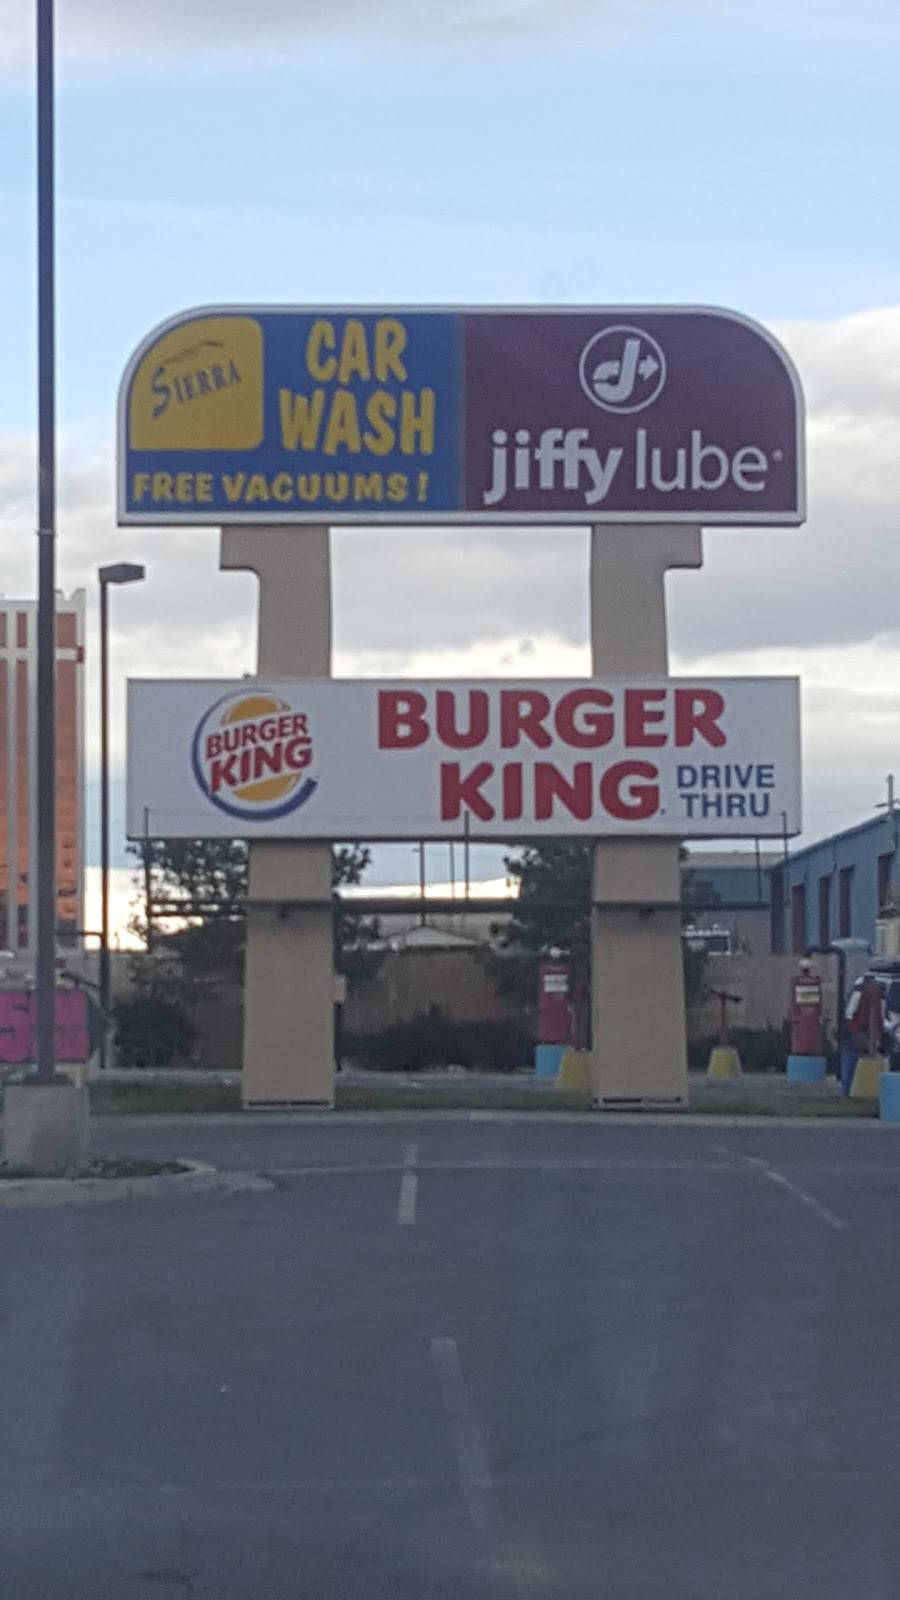 SIERRA
CAR
WASH
FREE VACUUMS!
jiffy lube
BURGER
KING
BURGER
KING
DRIVE
THRU